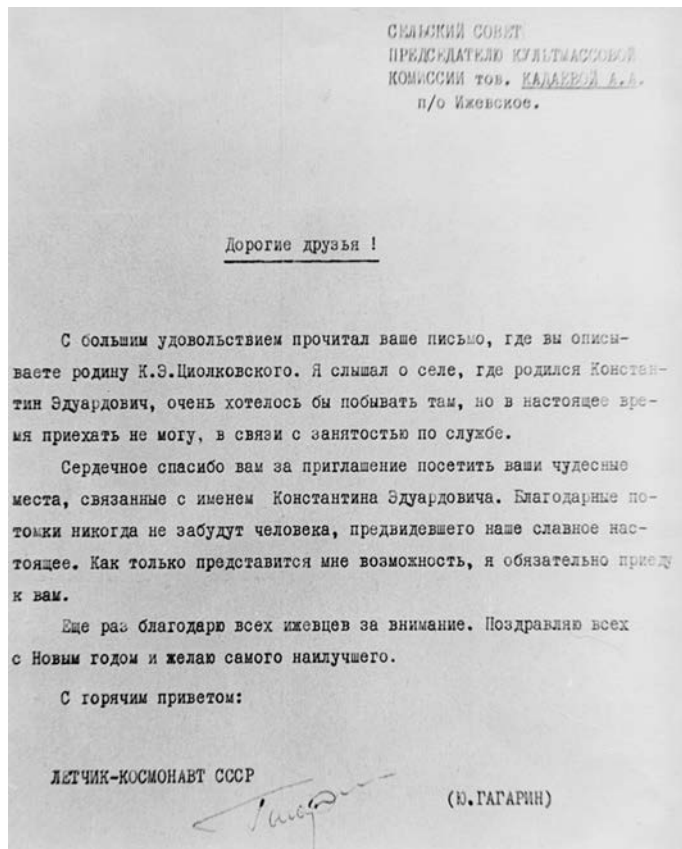 СЕЛЬСКИЙ СОВЕТ
ПРЕДСЕДАТЕЛЮ КУЛЬТМАССОВОЙ
КОМИССИИ тов. КАДАЕВОЙ А.А.
п/о Ижевское.
Дорогие друзья !
С большим удовольствием прочитал ваше письмо, где вы описы-
ваете родину К.Э.Циолковского. Я слышал о селе, где родился Констан-
тин Эдуардович, очень хотелось бы побывать там, но в настоящее вре-
мя приехать не могу, в связи с занятостью по службе.
Сердечное спасибо вам за приглашение посетить ваши чудесные
места, связанные с именем Константина Эдуардовича. Благодарные по-
томки никогда не забудут человека, предвидевшего наше славное нас-
тоящее. Как только представится мне возможность, я обязательно приеду
к вам.
Еще раз благодарю всех ижевцев за внимание. Поздравляю всех
с Новым годом и желаю самого наилучшего.
С горячим приветом:
ЛЕТЧИК-КОСМОНАВТ СССР
Гагарин
(Ю.ГАГАРИН)